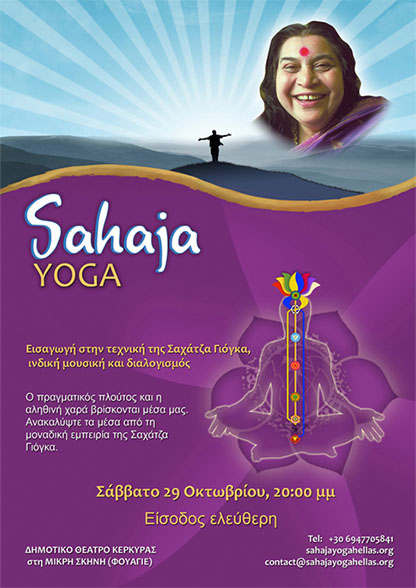 Sahaja
YOGA
Εισαγωγή στην τεχνική της Σαχάτζα Γιόγκα,
ινδική μουσική και διαλογισμός
Ο πραγματικός πλούτος και η
αληθινή χαρά βρίσκονται μέσα μας.
Ανακαλύψτε τα μέσα από τη
μοναδική εμπειρία της Σαχάτζα
Γιόγκα.
Σάββατο 29 Οκτωβρίου, 20:00 μμ
Είσοδος ελεύθερη
ΔΗΜΟΤΙΚΟ ΘΕΑΤΡΟ ΚΕΡΚΥΡΑΣ
στη ΜΙΚΡΗ ΣΚΗΝΗ (ΦΟΥΑΓΙΕ)
Tel: +30 6947705841
sahajayogahellas.org
contact@sahajayogahellas.org